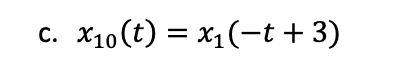 c. x₁₀(t) = x₁(−t + 3)